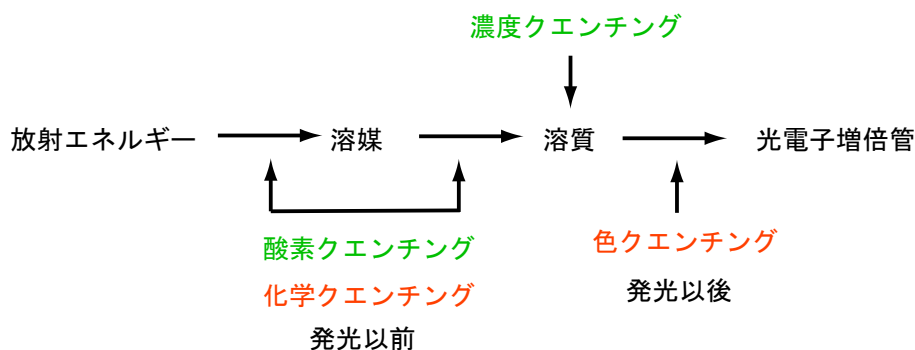 濃度クエンチング
放射エネルギー
溶媒
溶質
光電子増倍管
酸素クエンチング
化学クエンチング
発光以前
色クエンチング
発光以後